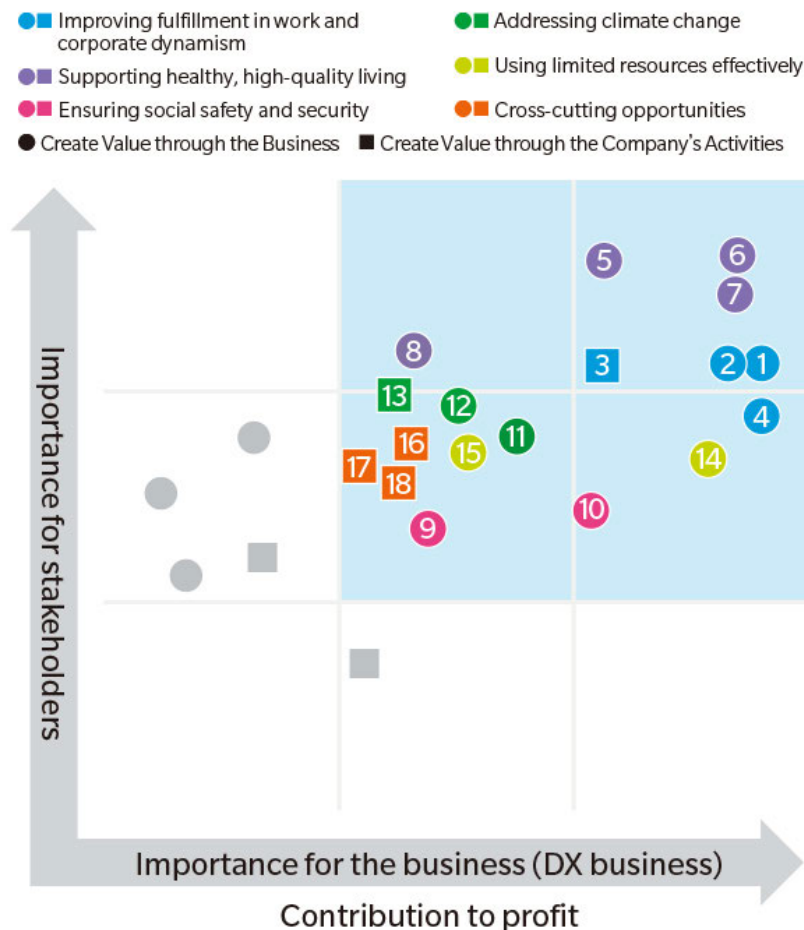 Improving fulfillment in work and
corporate dynamism
Supporting healthy, high-quality living
Ensuring social safety and security
Addressing climate change
Using limited resources effectively
Cross-cutting opportunities
Create Value through the Business
Create Value through the Company's Activities
Importance for stakeholders
5
6
7
8
3
2
1
13
12
4
11
16
15
14
17
18
10
9
Importance for the business (DX business)
Contribution to profit